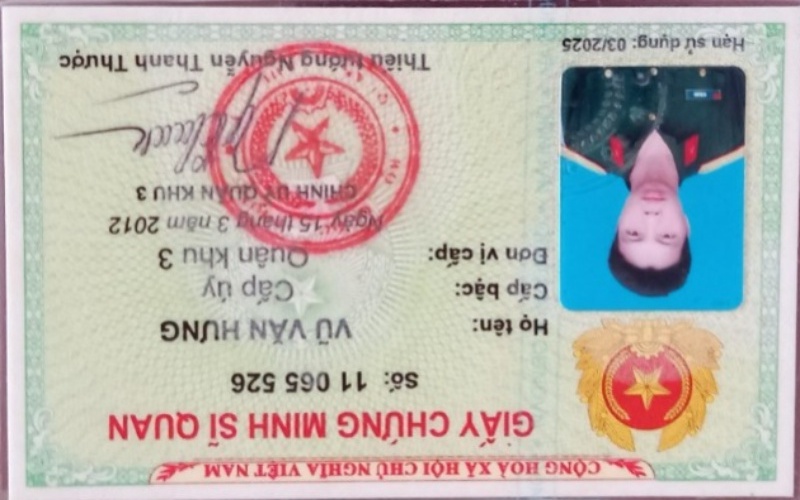 CỘNG HOÀ XÃ HỘI CHỦ NGHĨA VIỆT NAM
GIẤY CHỨNG MINH SĨ QUAN
Số: 11 065 526
Họ tên: VŨ VĂN HƯNG
Cấp bậc: Cấp úy
Đơn vị cấp: Quân khu 3
Ngày 15 tháng 3 năm 2012
CHÍNH ỦY QUÂN KHU 3
Thiếu tướng Nguyễn Thanh Thược
Hạn sử dụng: 03/2025